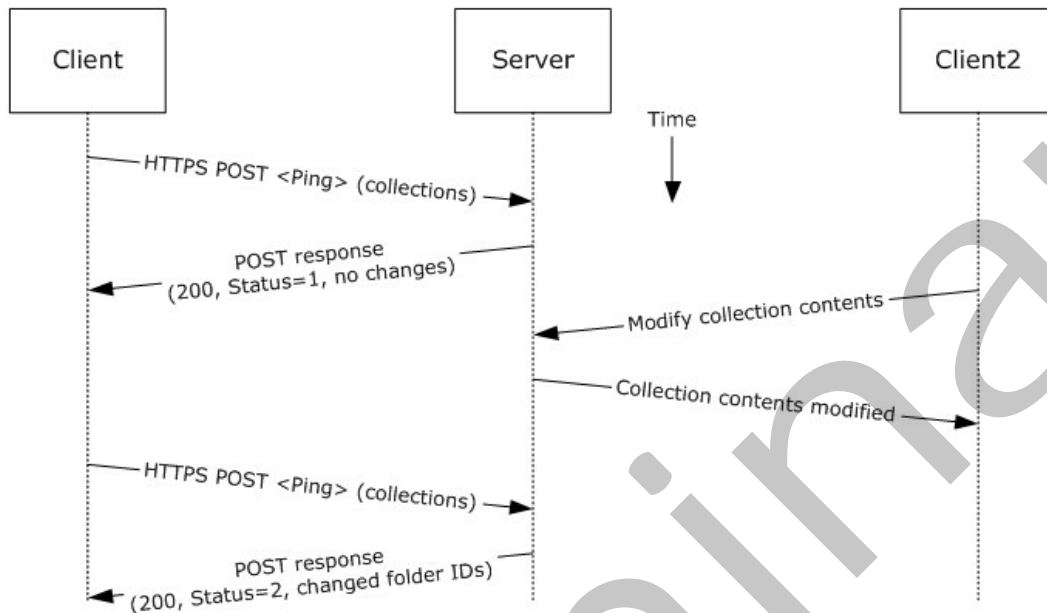 Client
Server
Client2
Time
HTTPS POST <Ping> (collections)
POST response
(200, Status=1, no changes)
Modify collection contents
Collection contents modified
HTTPS POST <Ping> (collections)
POST response
(200, Status=2, changed folder IDs)